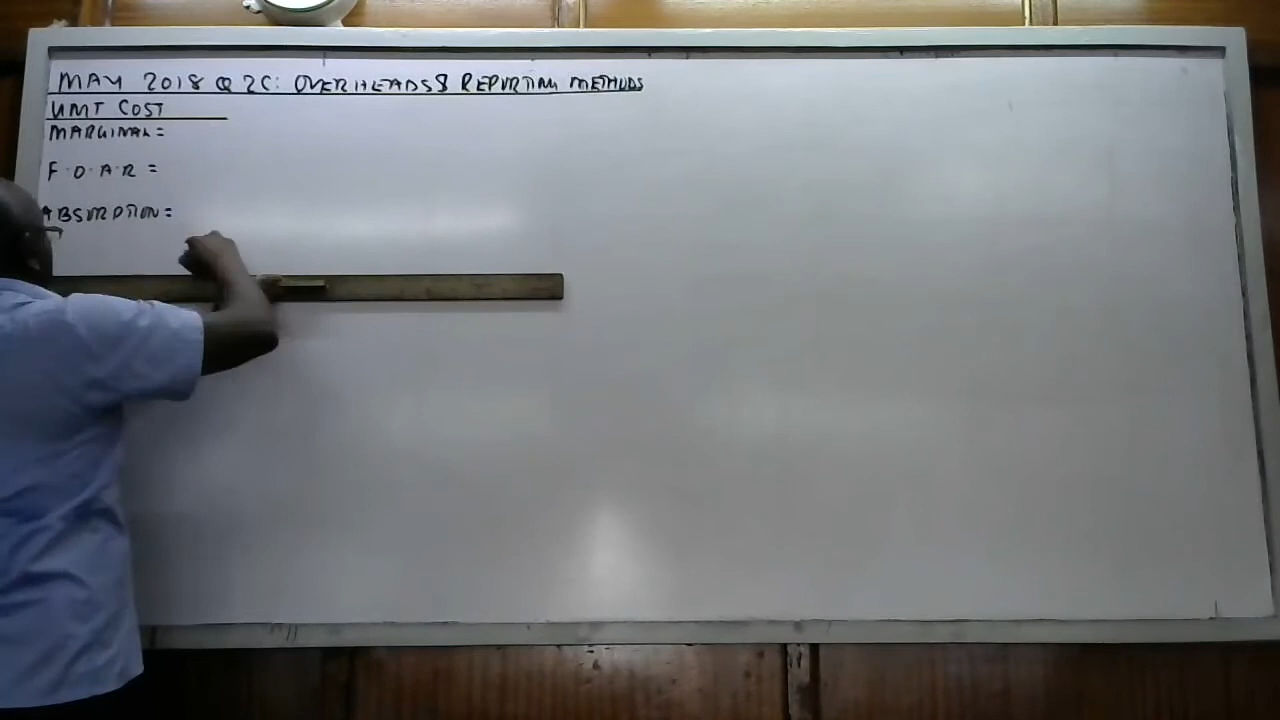 MAY 2018 Q 2C: OVERHEADS & REPORTING METHODS
UNIT COST
MARGINAL =
F.O.A.R =
ABSORPTION =